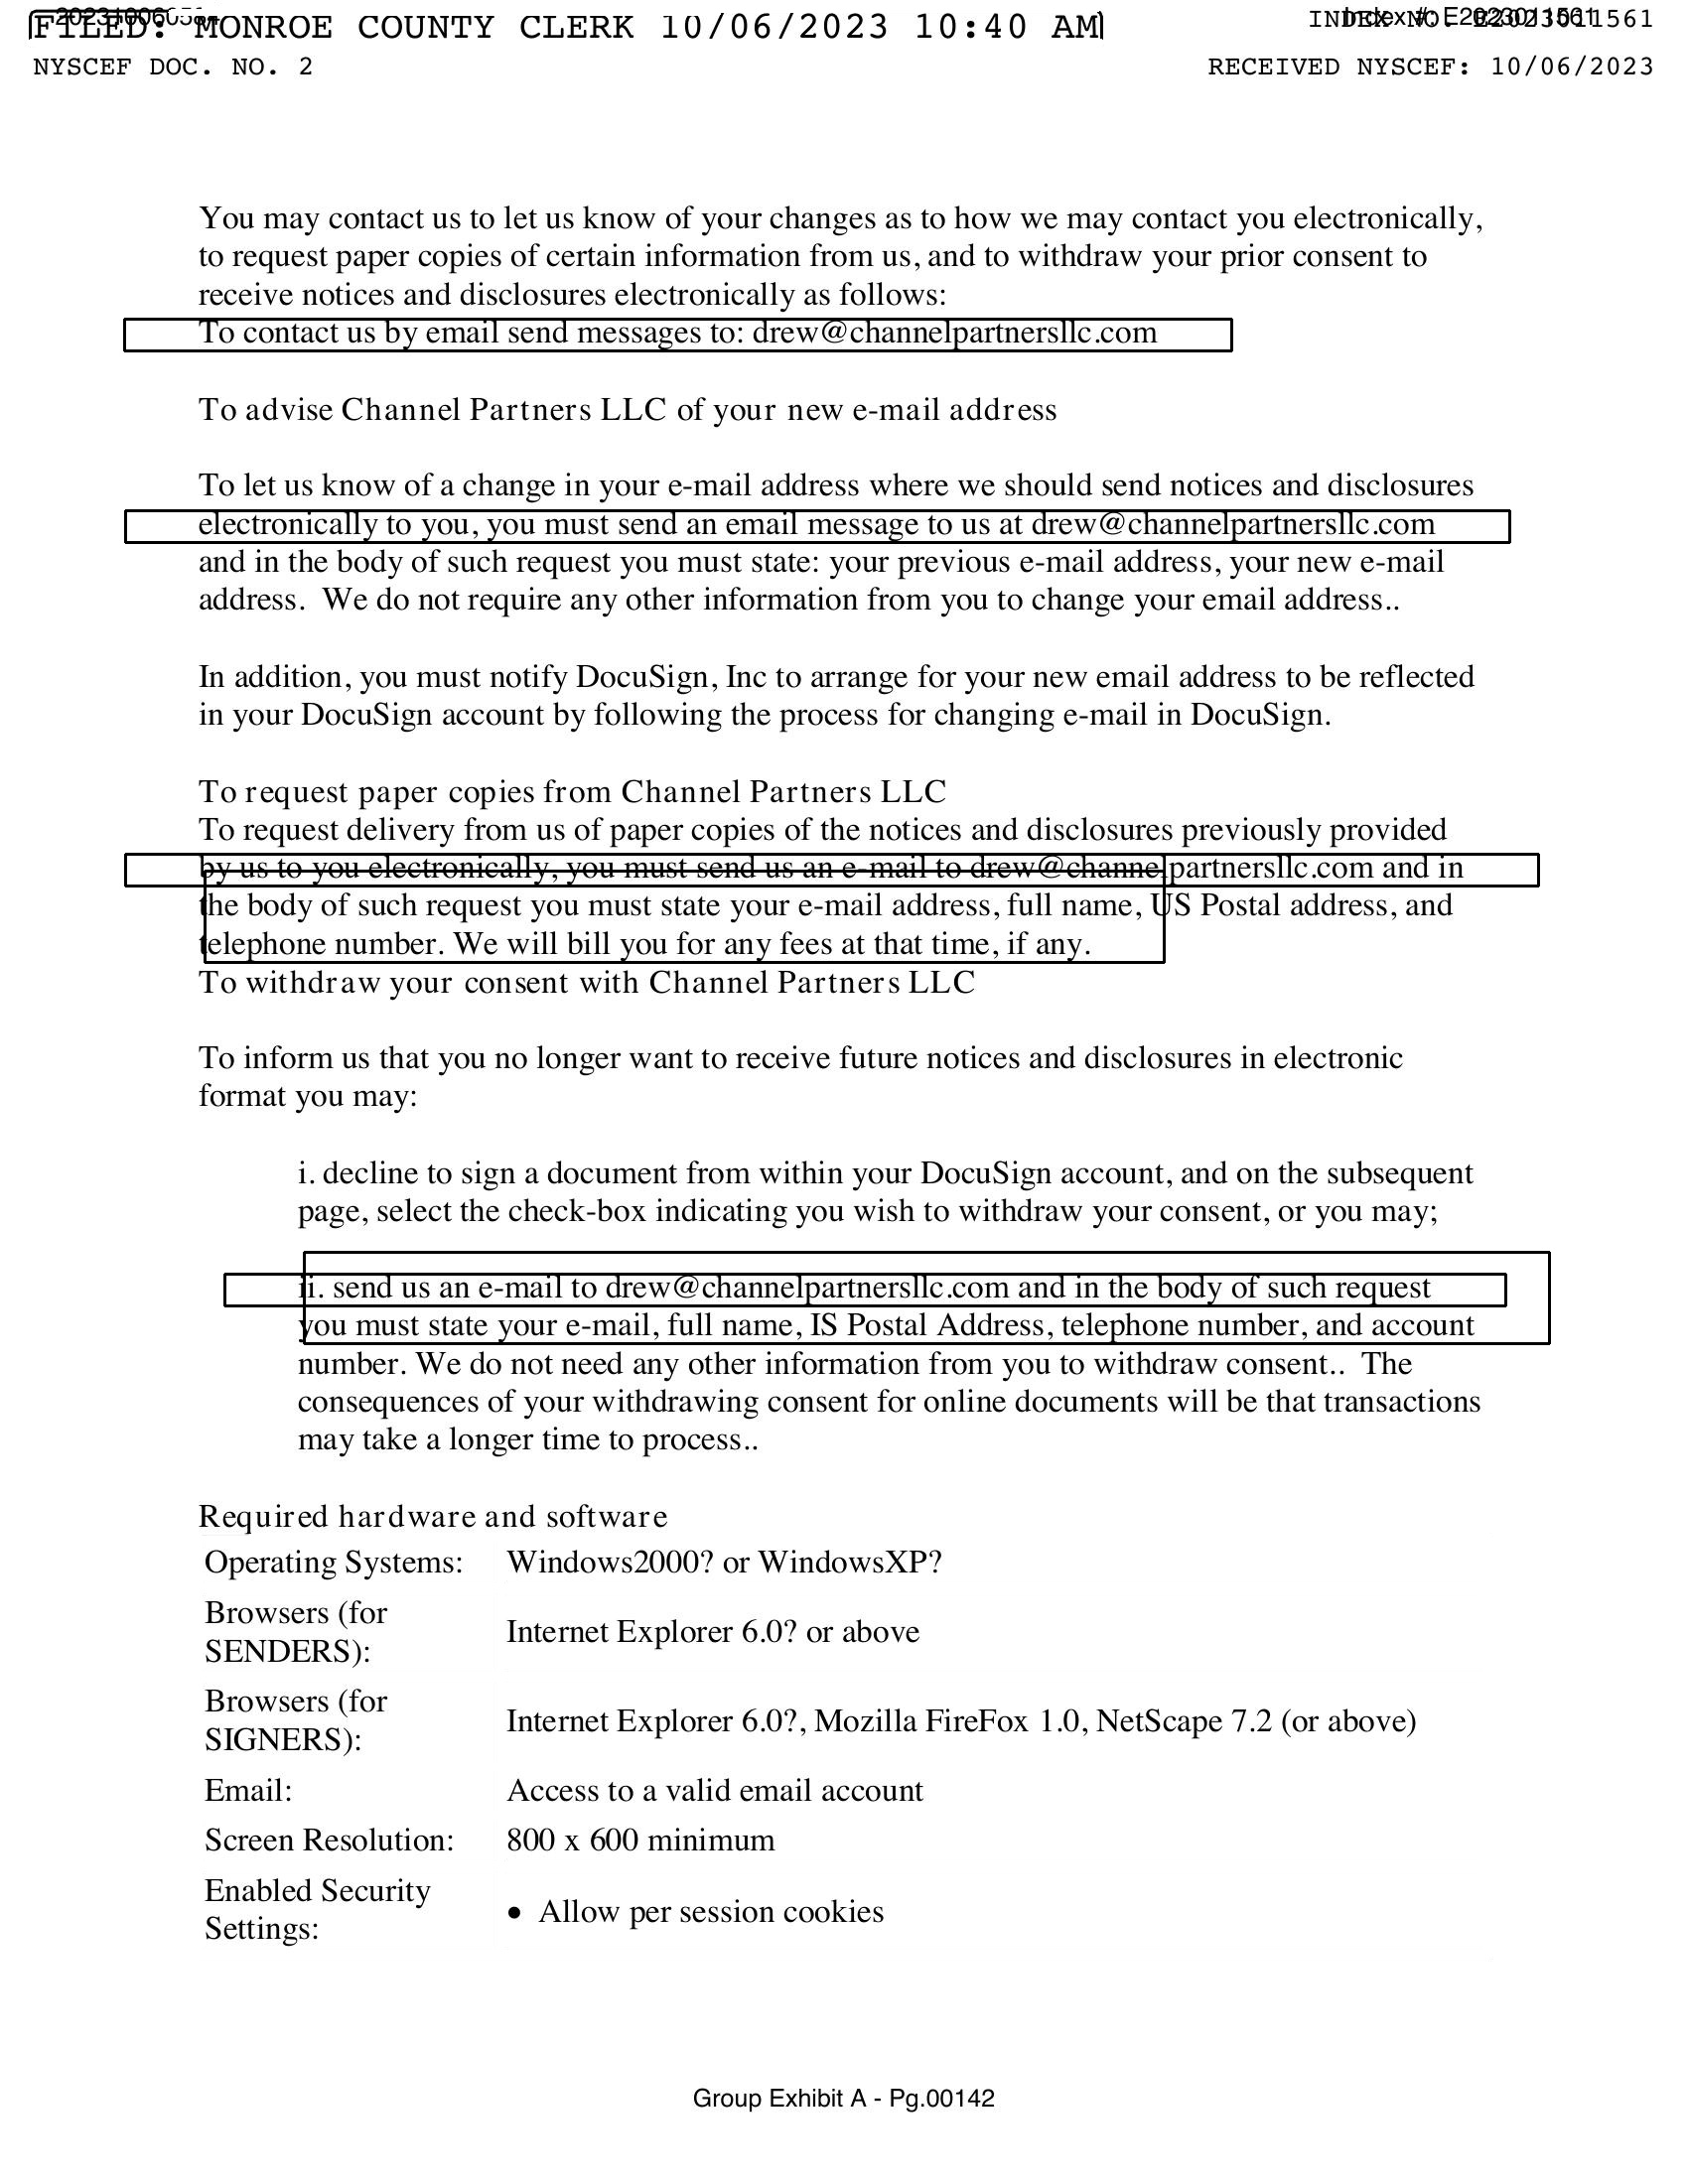 FILED: MONROE COUNTY CLERK 10/06/2023 10:40 AM
INDEX NO. E2023011561
NYSCEF DOC. NO. 2
RECEIVED NYSCEF: 10/06/2023
You may contact us to let us know of your changes as to how we may contact you electronically,
to request paper copies of certain information from us, and to withdraw your prior consent to
receive notices and disclosures electronically as follows:
To contact us by email send messages to: drew@channelpartnersllc.com
To advise Channel Partners LLC of your new e-mail address
To let us know of a change in your e-mail address where we should send notices and disclosures
electronically to you, you must send an email message to us at drew@channelpartnersllc.com
and in the body of such request you must state: your previous e-mail address, your new e-mail
address.  We do not require any other information from you to change your email address..
In addition, you must notify DocuSign, Inc to arrange for your new email address to be reflected
in your DocuSign account by following the process for changing e-mail in DocuSign.
To request paper copies from Channel Partners LLC
To request delivery from us of paper copies of the notices and disclosures previously provided
by us to you electronically, you must send us an e-mail to drew@channelpartnersllc.com and in
the body of such request you must state your e-mail address, full name, US Postal address, and
telephone number. We will bill you for any fees at that time, if any.
To withdraw your consent with Channel Partners LLC
To inform us that you no longer want to receive future notices and disclosures in electronic
format you may:
i. decline to sign a document from within your DocuSign account, and on the subsequent
page, select the check-box indicating you wish to withdraw your consent, or you may;
ii. send us an e-mail to drew@channelpartnersllc.com and in the body of such request
you must state your e-mail, full name, IS Postal Address, telephone number, and account
number. We do not need any other information from you to withdraw consent..  The
consequences of your withdrawing consent for online documents will be that transactions
may take a longer time to process..
Required hardware and software
Operating Systems: Windows2000? or WindowsXP?
Browsers (for
SENDERS):
Internet Explorer 6.0? or above
Browsers (for
SIGNERS):
Internet Explorer 6.0?, Mozilla FireFox 1.0, NetScape 7.2 (or above)
Email: Access to a valid email account
Screen Resolution: 800 x 600 minimum
Enabled Security
Settings:
• Allow per session cookies
Group Exhibit A - Pg.00142